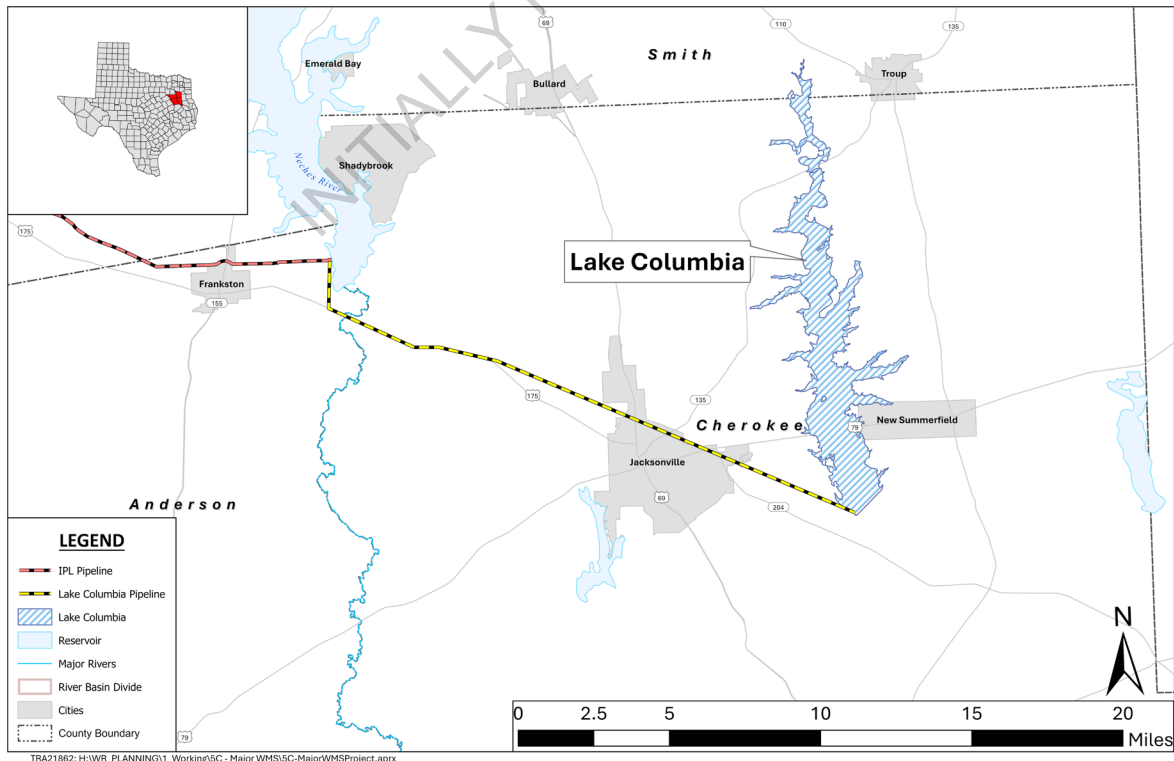 INITIALLY
69
110
135
Smith
Emerald Bay
Bullard
Troup
Neches River
Shadybrook
175
Lake Columbia
Frankston
155
175
135
Cherokee
79
New Summerfield
Jacksonville
69
204
Anderson
LEGEND
IPL Pipeline
Lake Columbia Pipeline
Lake Columbia
Reservoir
Major Rivers
River Basin Divide
Cities
County Boundary
79
N
0 2.5 5 10 15 20
Miles
TRA21862; H:\WR_PLANNING\1_Working\5C - Major WMS\5C-MajorWMSProject.aprx